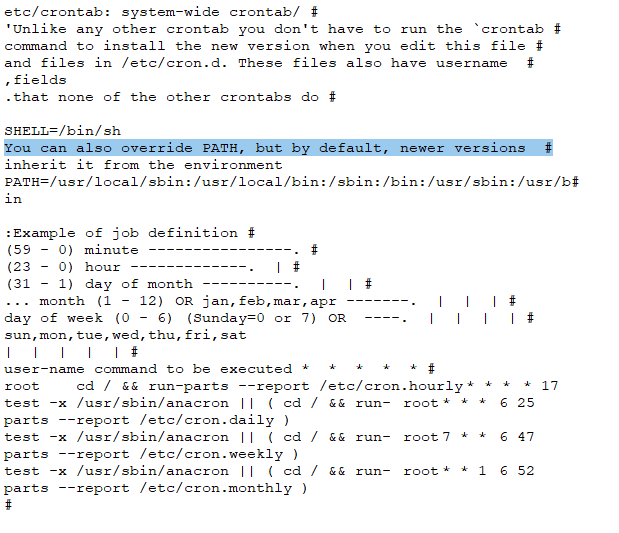 etc/crontab: system-wide crontab/ #
'Unlike any other crontab you don't have to run the `crontab #
command to install the new version when you edit this file #
and files in /etc/cron.d. These files also have username  #
,fields
.that none of the other crontabs do #
SHELL=/bin/sh
You can also override PATH, but by default, newer versions  #
inherit it from the environment
PATH=/usr/local/sbin:/usr/local/bin:/sbin:/bin:/usr/sbin:/usr/b#
in
:Example of job definition #
(59 - 0) minute ----------------. #
(23 - 0) hour -------------.  | #
(31 - 1) day of month ----------.  |  | #
... month (1 - 12) OR jan,feb,mar,apr -------.  |  |  | #
day of week (0 - 6) (Sunday=0 or 7) OR  ----.  |  |  |  | #
sun,mon,tue,wed,thu,fri,sat
|  |  |  |  | #
user-name command to be executed *  *  *  *  * #
root    cd / && run-parts --report /etc/cron.hourly* * * * 17
test -x /usr/sbin/anacron || ( cd / && run-  root* * *  6 25
parts --report /etc/cron.daily )
test -x /usr/sbin/anacron || ( cd / && run-  root7 * *  6 47
parts --report /etc/cron.weekly )
test -x /usr/sbin/anacron || ( cd / && run-  root* * 1  6 52
parts --report /etc/cron.monthly )
#